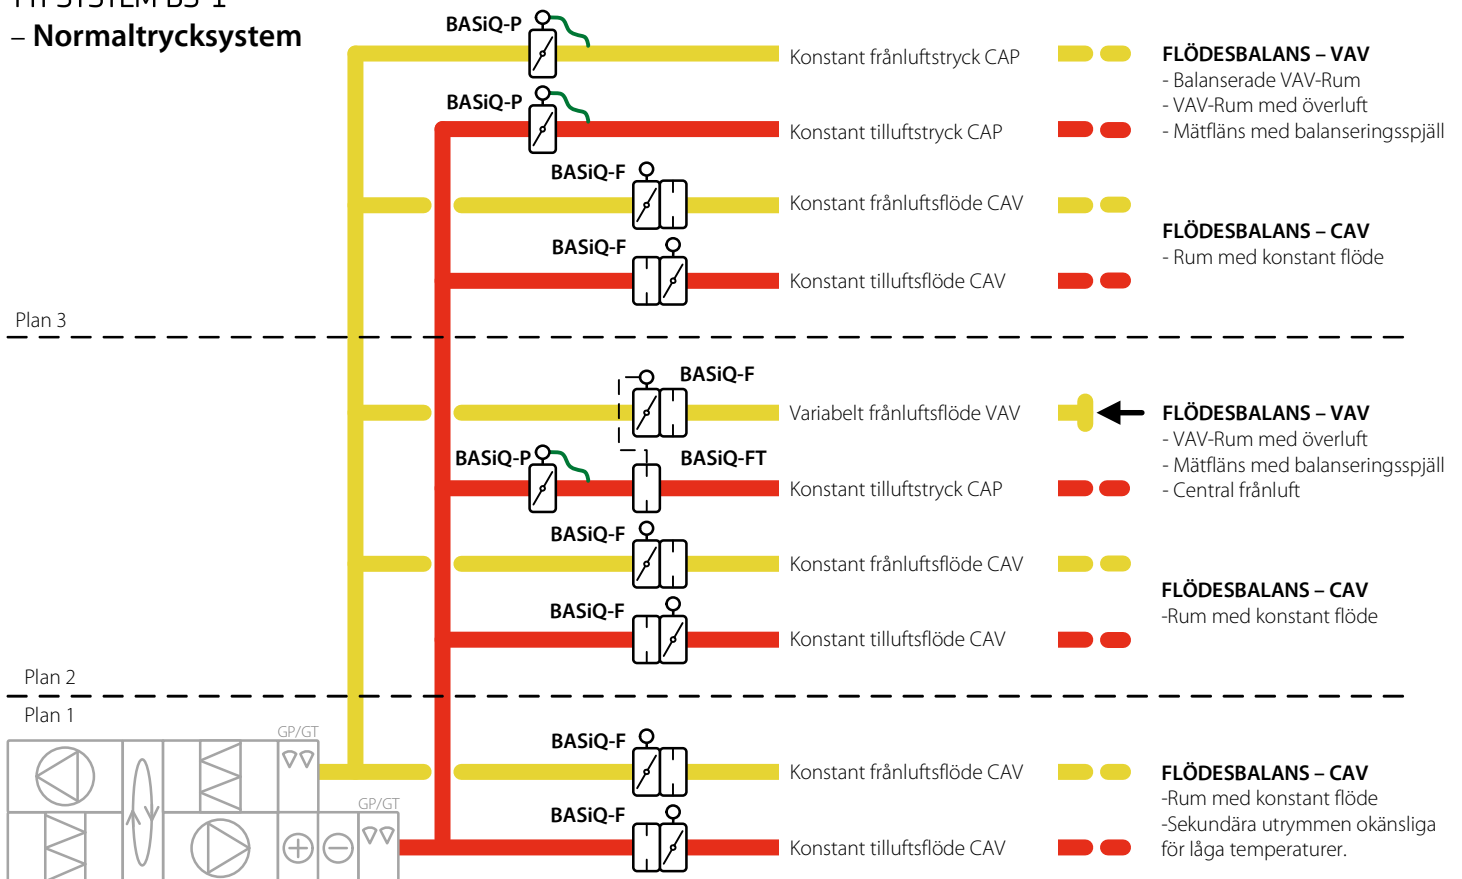 – Normaltrycksystem
BASiQ-P
Konstant frånluftstryck CAP
FLÖDESBALANS – VAV
- Balanserade VAV-Rum
- VAV-Rum med överluft
- Mätfläns med balanseringsspjäll
BASiQ-P
Konstant tilluftstryck CAP
BASiQ-F
Konstant frånluftsflöde CAV
FLÖDESBALANS – CAV
- Rum med konstant flöde
BASiQ-F
Konstant tilluftsflöde CAV
Plan 3
BASiQ-F
Variabelt frånluftsflöde VAV
FLÖDESBALANS – VAV
- VAV-Rum med överluft
- Mätfläns med balanseringsspjäll
- Central frånluft
BASiQ-P
BASiQ-FT
Konstant tilluftstryck CAP
BASiQ-F
Konstant frånluftsflöde CAV
FLÖDESBALANS – CAV
-Rum med konstant flöde
BASiQ-F
Konstant tilluftsflöde CAV
Plan 2
Plan 1
GP/GT
BASiQ-F
Konstant frånluftsflöde CAV
FLÖDESBALANS – CAV
-Rum med konstant flöde
-Sekundära utrymmen okänsliga
för låga temperaturer.
GP/GT
BASiQ-F
Konstant tilluftsflöde CAV